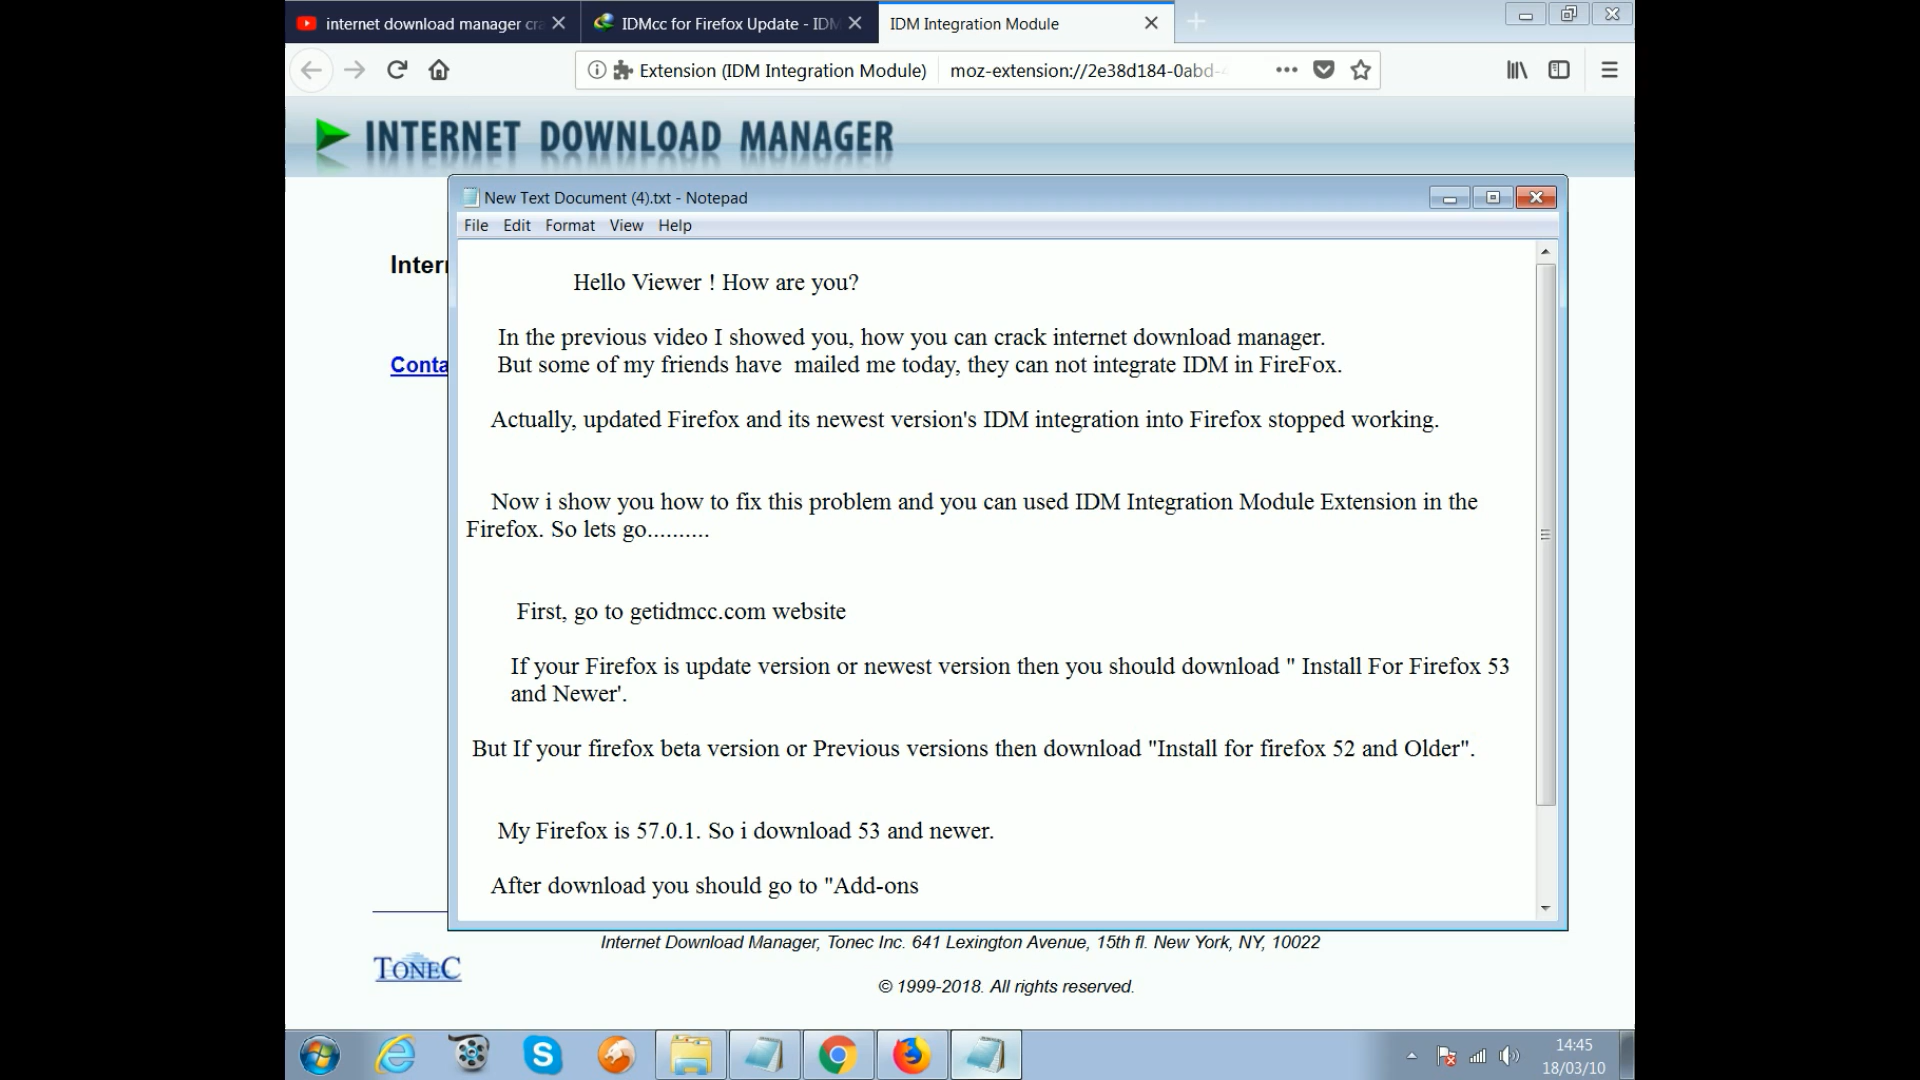 internet download manager cra
IDMcc for Firefox Update - IDM
IDM Integration Module
Extension (IDM Integration Module)
moz-extension://2e38d184-0abd-
INTERNET DOWNLOAD MANAGER
New Text Document (4).txt - Notepad
File Edit Format View Help
Inter
Conta
Hello Viewer ! How are you?
In the previous video I showed you, how you can crack internet download manager.
But some of my friends have  mailed me today, they can not integrate IDM in FireFox.
Actually, updated Firefox and its newest version's IDM integration into Firefox stopped working.
Now i show you how to fix this problem and you can used IDM Integration Module Extension in the
Firefox. So lets go..........
First, go to getidmcc.com website
If your Firefox is update version or newest version then you should download " Install For Firefox 53
and Newer'.
But If your firefox beta version or Previous versions then download "Install for firefox 52 and Older".
My Firefox is 57.0.1. So i download 53 and newer.
After download you should go to "Add-ons
Internet Download Manager, Tonec Inc. 641 Lexington Avenue, 15th fl. New York, NY, 10022
TONEC
© 1999-2018. All rights reserved.
14:45
18/03/10